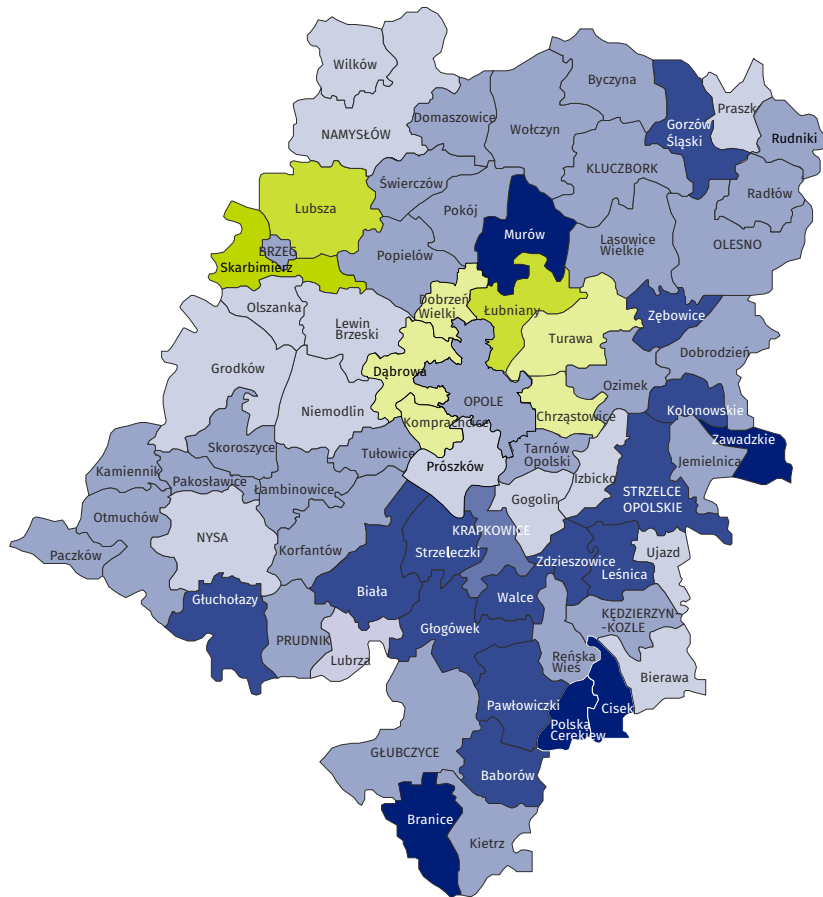 Wilków
Byczyna
Praszk
Domaszowice
NAMYSŁÓW
Wołczyn
Gorzów
Śląski
Rudniki
KLUCZBORK
Świerczów
Radłów
Lubsza
Pokój
Murów
Lasowice
Wielkie
OLESNO
BRZEG
Skarbimierz
Popielów
Olszanka
Dobrzeń
Wielki
Łubniany
Zębowice
Lewin
Brzeski
Turawa
Dobrodzień
Grodków
Dąbrowa
Ozimek
OPOLE
Niemodlin
Komprachcice
Chrząstowice
Kolonowskie
Zawadzkie
Skoroszyce
Tułowice
Tarnów
Opolski
Jemielnica
Kamiennik
Pakosławice
Prószków
Izbicko
Łambinowice
Gogolin
STRZELCE
OPOLSKIE
Otmuchów
NYSA
KRAPKOWICE
Paczków
Korfantów
Strzeleczki
Ujazd
Zdzieszowice
Leśnica
Głuchołazy
Biała
Walce
KĘDZIERZYN-
-KOZLE
PRUDNIK
Głogówek
Lubrza
Reńska
Wieś
Bierawa
Pawłowiczki
Cisek
Polska
Cerekiew
GŁUBCZYCE
Baborów
Branice
Kietrz